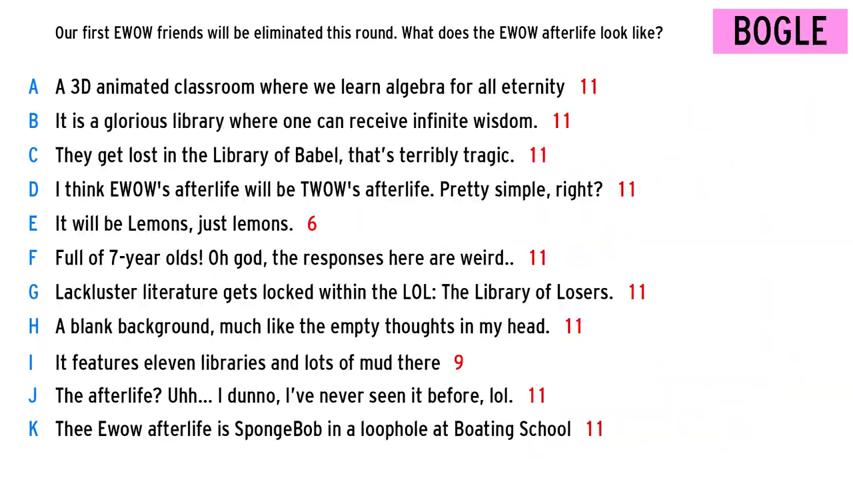 Our first EWOW friends will be eliminated this round. What does the EWOW afterlife look like?
BOGLE
A A 3D animated classroom where we learn algebra for all eternity 11
B It is a glorious library where one can receive infinite wisdom. 11
C They get lost in the Library of Babel, that's terribly tragic. 11
D I think EWOW's afterlife will be TWOW's afterlife. Pretty simple, right? 11
E It will be Lemons, just lemons. 6
F Full of 7-year olds! Oh god, the responses here are weird.. 11
G Lackluster literature gets locked within the LOL: The Library of Losers. 11
H A blank background, much like the empty thoughts in my head. 11
I It features eleven libraries and lots of mud there 9
J The afterlife? Uhh... I dunno, I've never seen it before, lol. 11
K Thee Ewow afterlife is SpongeBob in a loophole at Boating School 11